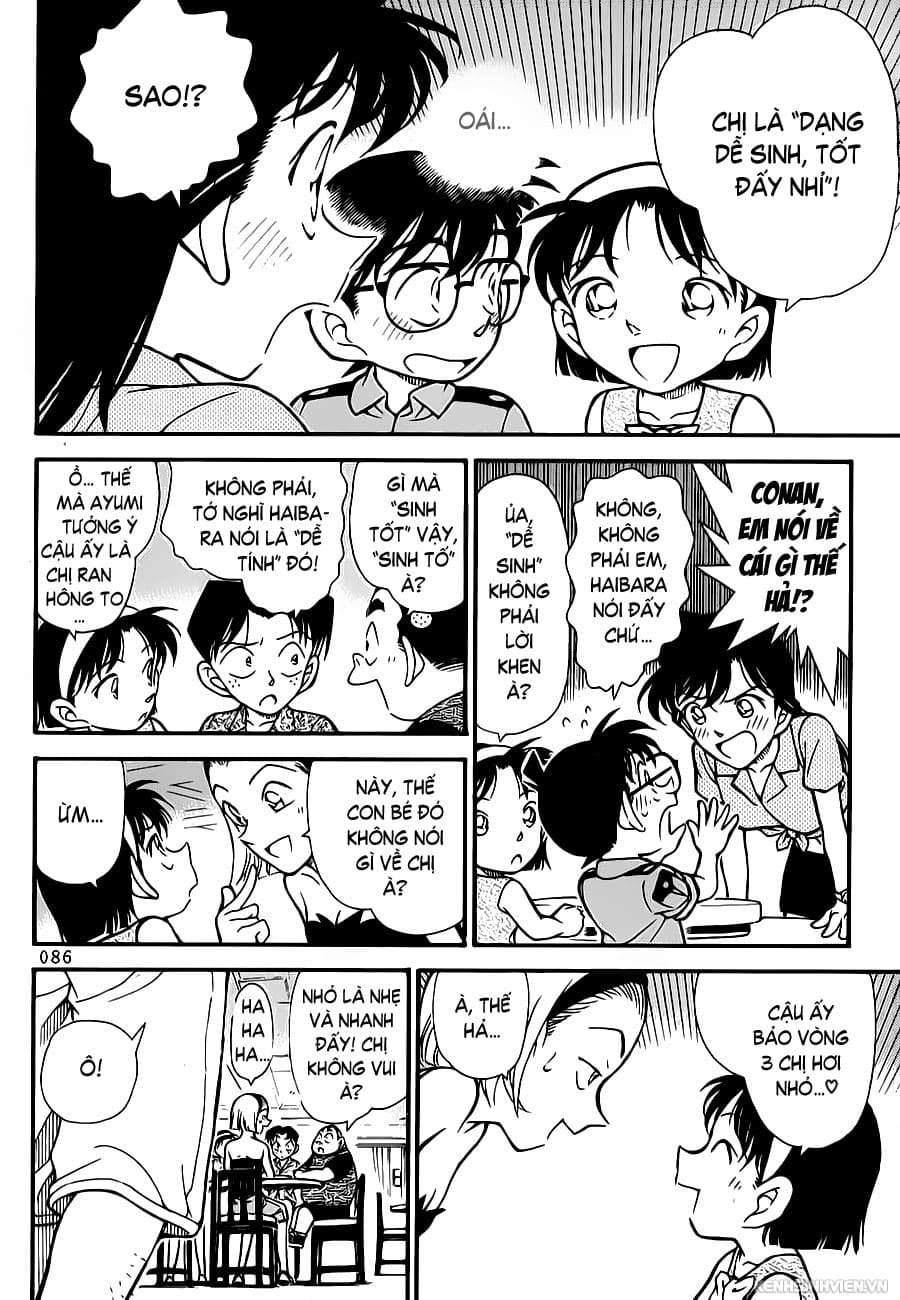 CHỊ LÀ "DẠNG
DỄ SINH, TỐT
ĐẤY NHỈ"!
OÁI...
SAO!?
CONAN,
EM NÓI VỀ
CÁI GÌ THẾ
HẢ!?
KHÔNG,
KHÔNG
PHẢI EM,
HAIBARA
NÓI ĐẤY
CHỨ...
ỦA,
"DỄ
SINH"
KHÔNG
PHẢI
LỜI
KHEN
À?
GÌ MÀ
"SINH
TỐT" VẬY,
"SINH TỐ"
À?
KHÔNG PHẢI,
TỚ NGHĨ HAIBA-
RA NÓI LÀ "DỄ
TÍNH" ĐÓ!
Ồ... THẾ
MÀ AYUMI
TƯỞNG Ý
CẬU ẤY LÀ
CHỊ RAN
HÔNG TO
...
NÀY, THẾ
CON BÉ ĐÓ
KHÔNG NÓI
GÌ VỀ CHỊ
À?
ỪM...
086
CẬU ẤY
BẢO VÒNG
3 CHỊ HƠI
NHỎ...♡
À, THẾ
HẢ...
NHỎ LÀ NHẸ
VÀ NHANH
ĐẤY! CHỊ
KHÔNG VUI
À?
HA
HA
HA...
Ô!
KENHSINHVIEN.VN